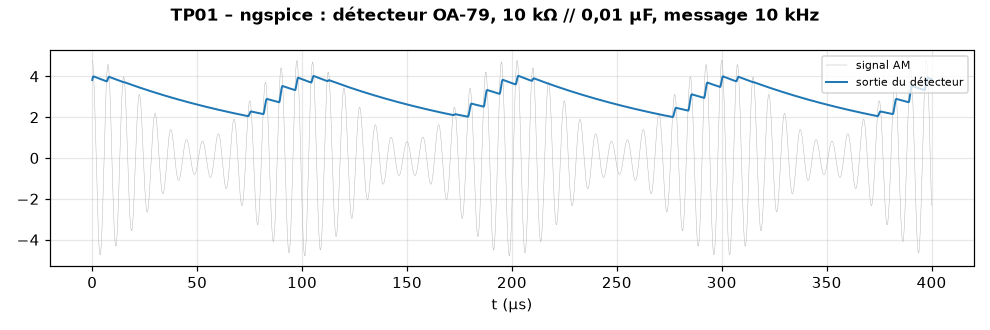 TP01 – ngspice : détecteur OA-79, 10 kΩ // 0,01 µF, message 10 kHz
signal AM
sortie du détecteur
4
2
0
−2
−4
0 50 100 150 200 250 300 350 400
t (µs)